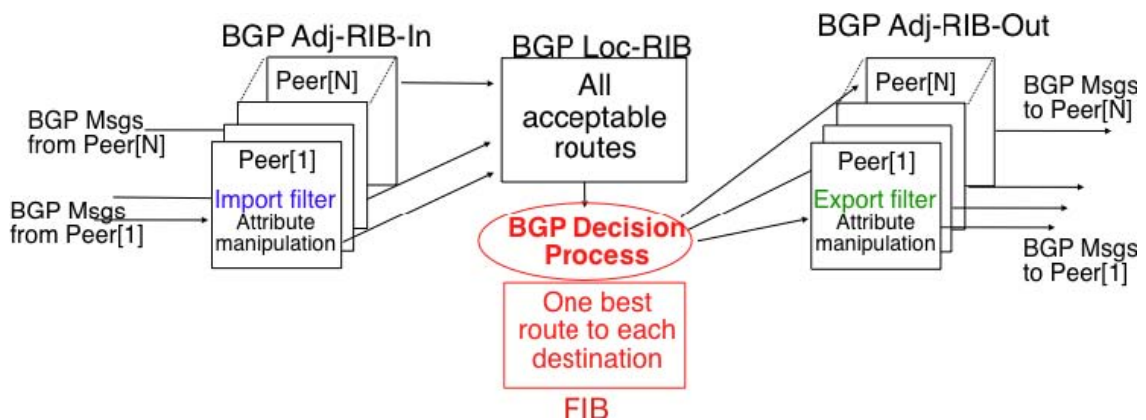 BGP Adj-RIB-In
Peer[N]
BGP Msgs
from Peer[N]
Peer[1]
Import filter
Attribute
manipulation
BGP Msgs
from Peer[1]
BGP Loc-RIB
All
acceptable
routes
BGP Decision
Process
One best
route to each
destination
FIB
BGP Adj-RIB-Out
Peer[N]
Peer[1]
Export filter
Attribute
manipulation
BGP Msgs
to Peer[N]
BGP Msgs
to Peer[1]